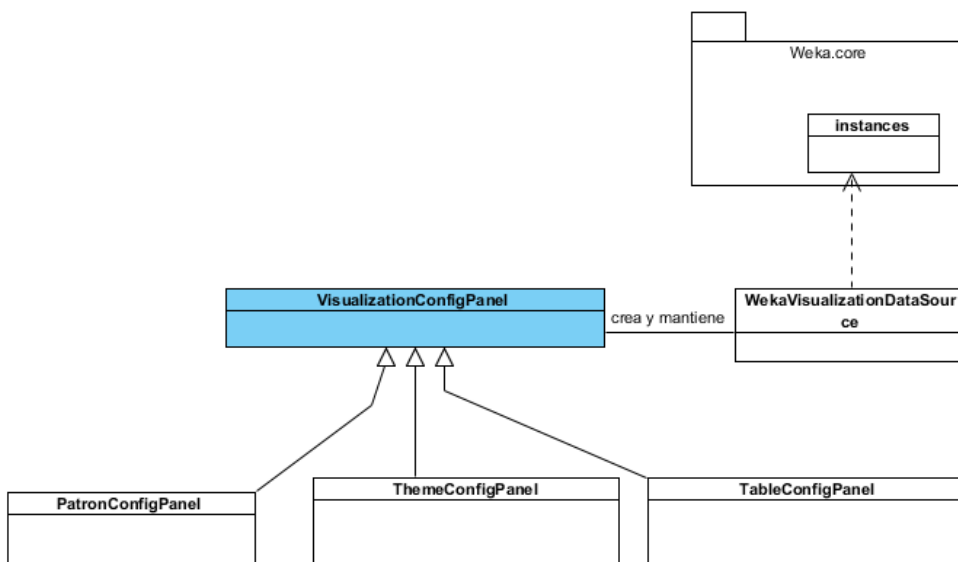 Weka.core
instances
VisualizationConfigPanel
crea y mantiene
WekaVisualizationDataSour
ce
PatronConfigPanel
ThemeConfigPanel
TableConfigPanel